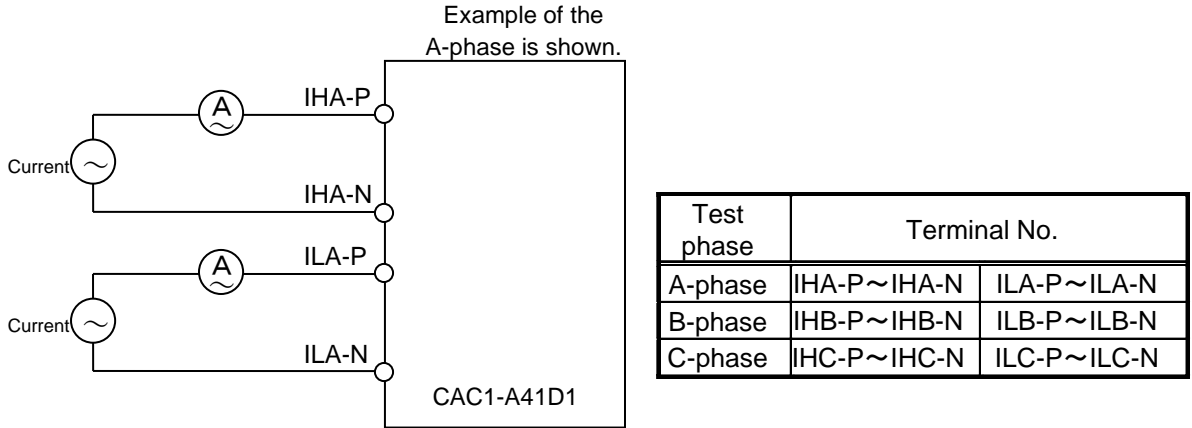 Example of the
A-phase is shown.
IHA-P
A
Current
IHA-N
ILA-P
A
Current
ILA-N
CAC1-A41D1
Test phase Terminal No.
A-phase IHA-P～IHA-N ILA-P～ILA-N
B-phase IHB-P～IHB-N ILB-P～ILB-N
C-phase IHC-P～IHC-N ILC-P～ILC-N